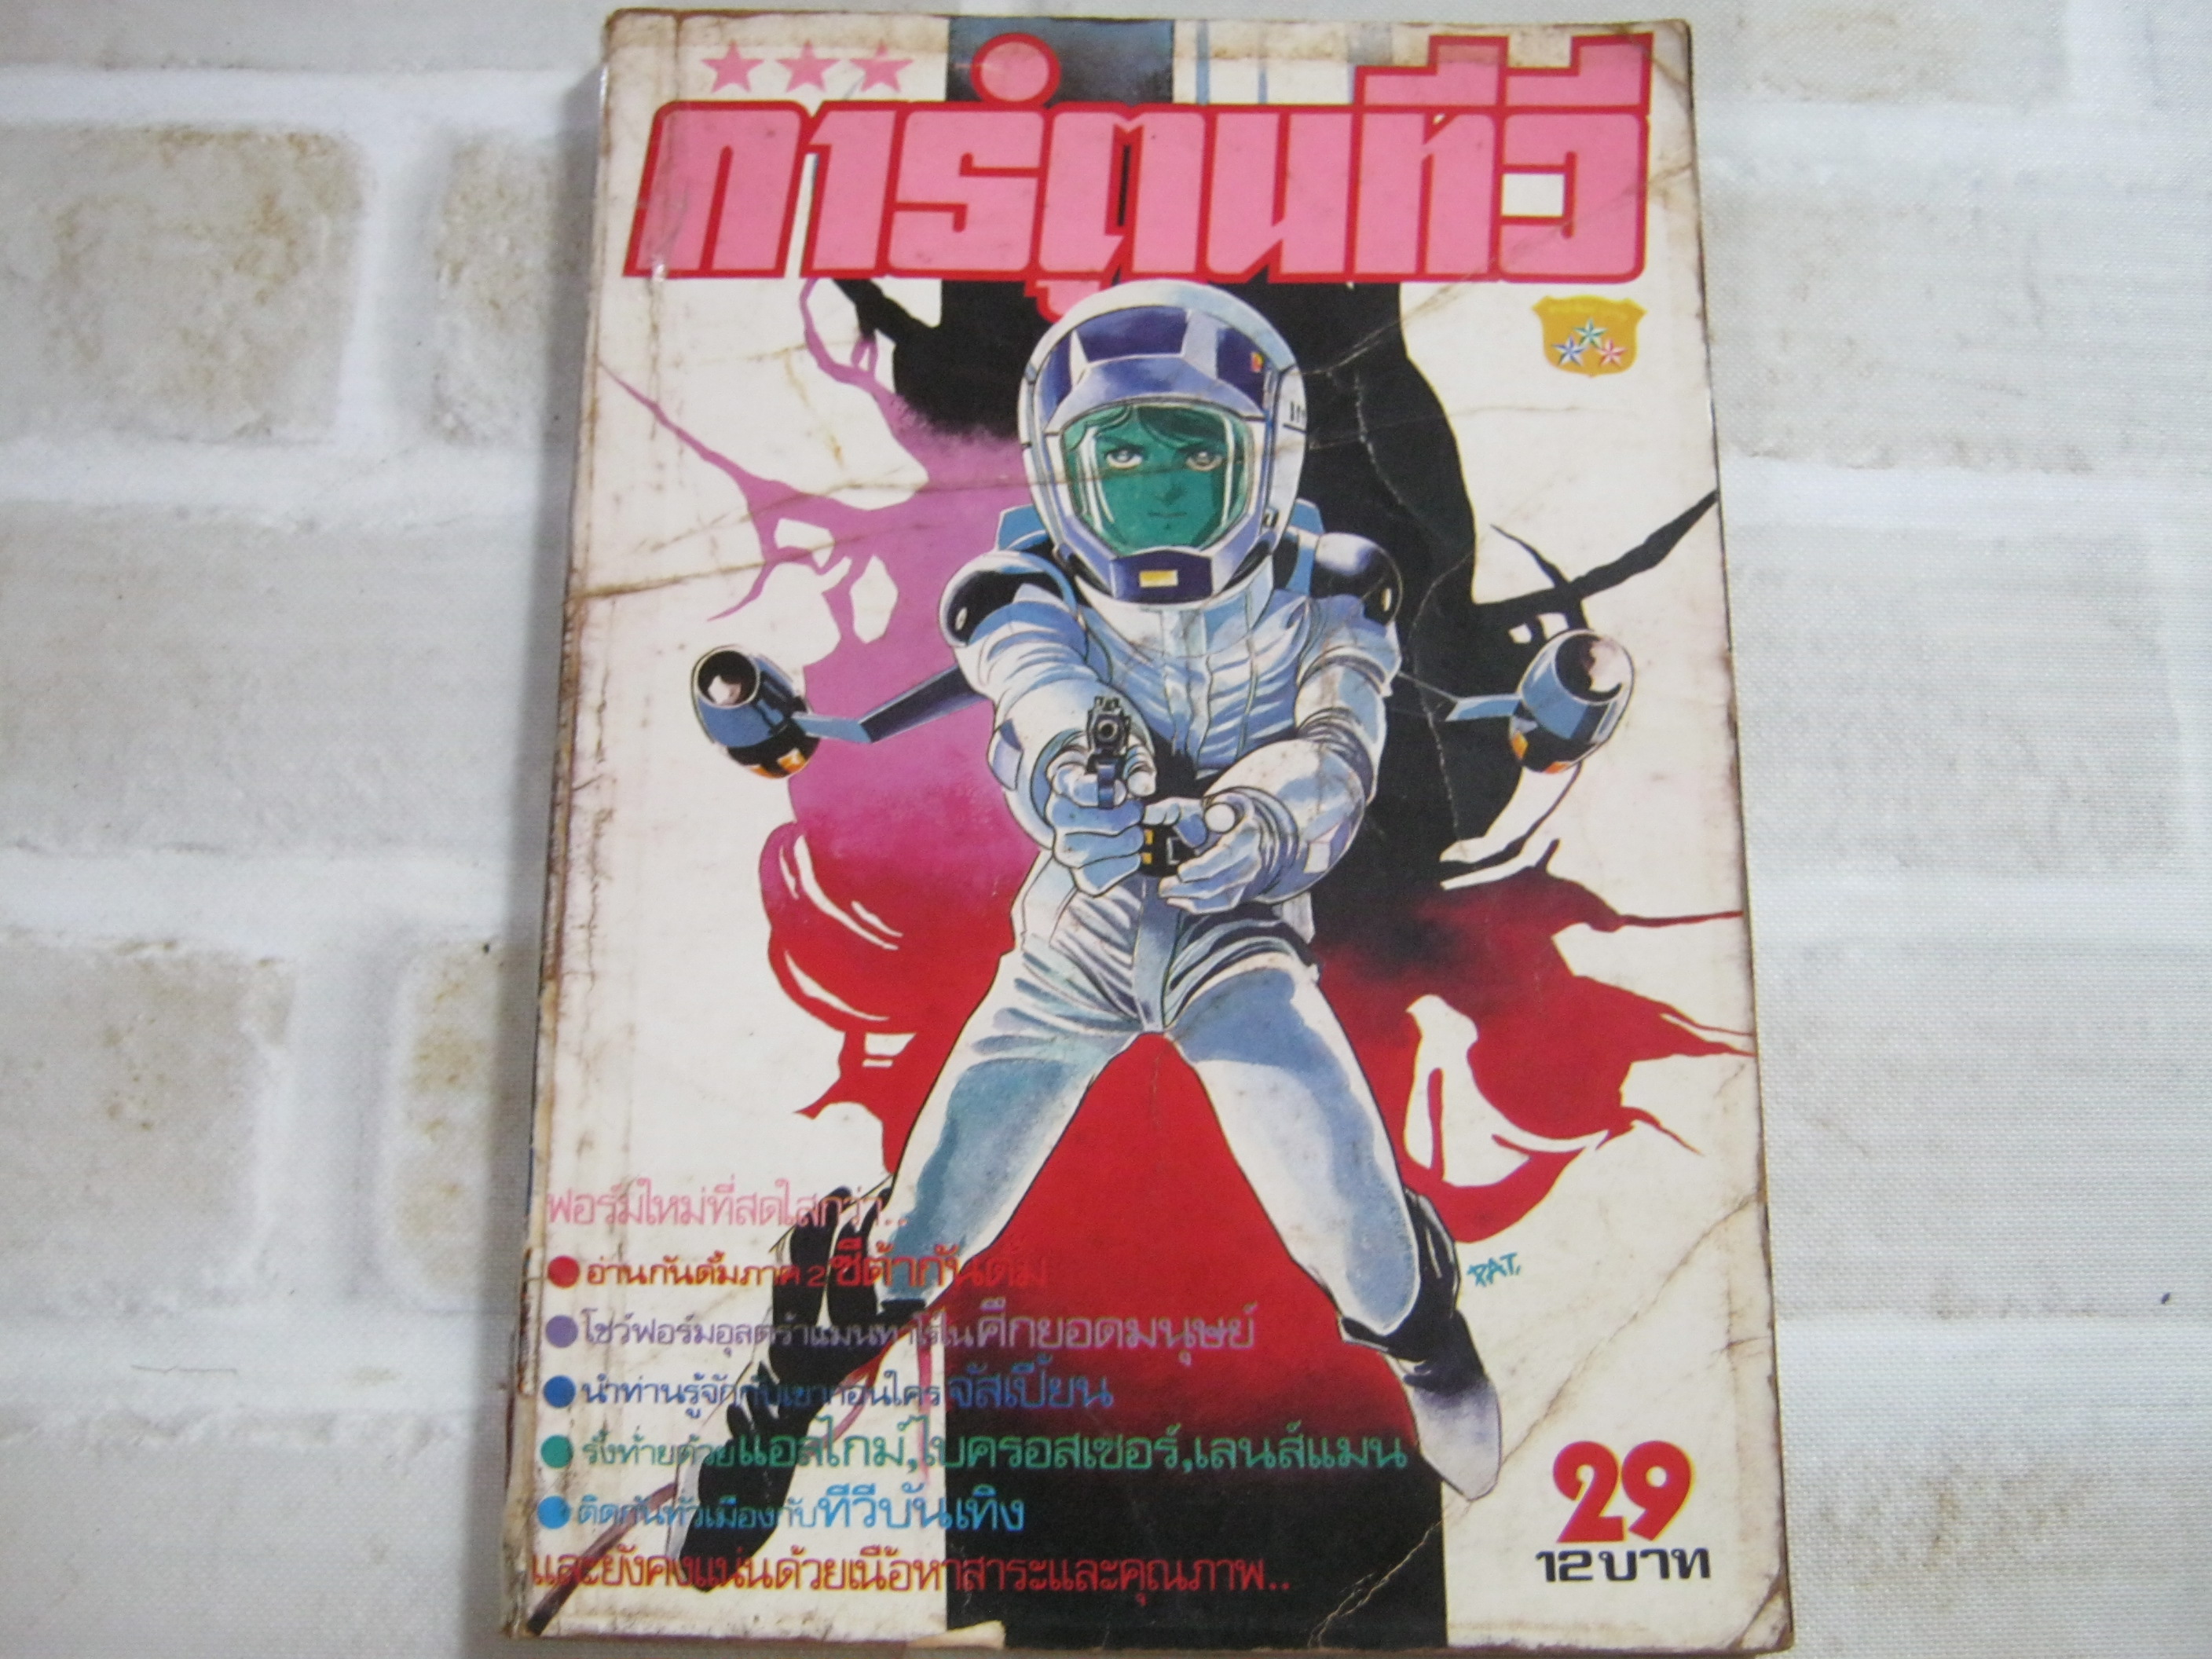 การ์ตูนทีวี
ฟอร์มใหม่ที่สดใสกว่า..
อ่านกันดั้มภาค 2 ซีต้ากันดั้ม
โชว์ฟอร์มอุลตร้าแมนทาโร่ใน ศึกยอดมนุษย์
นำท่านรู้จักกับเขาก่อนใคร จัสเปี้ยน
รั้งท้ายด้วย แอลไกม์,ไบครอสเซอร์,เลนส์แมน
ติดกันทั่วเมืองกับ ทีวีบันเทิง
และยังคงแน่นด้วยเนื้อหาสาระและคุณภาพ..
PAT.
29
12 บาท